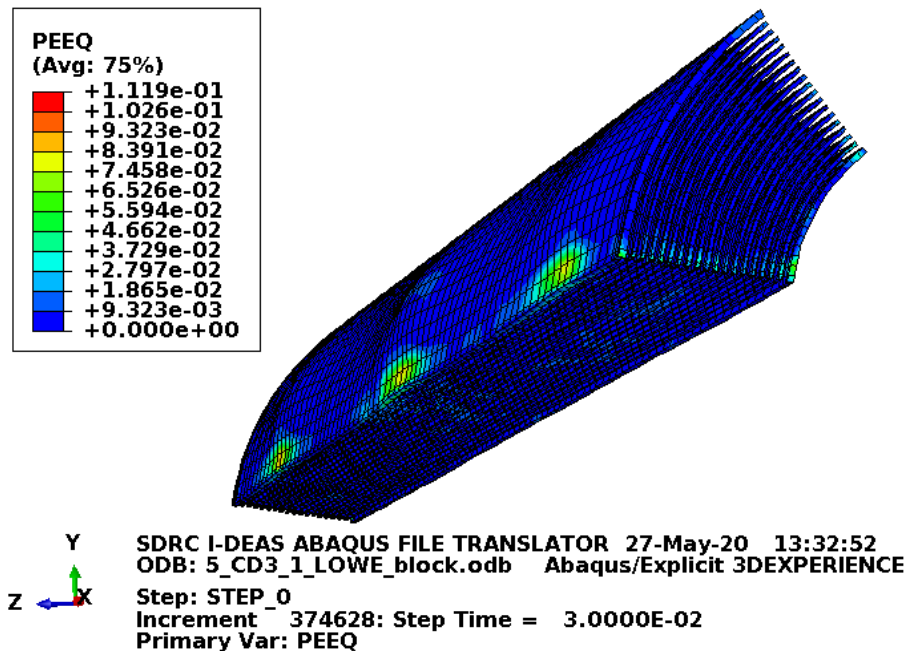 PEEQ
(Avg: 75%)
+1.119e-01
+1.026e-01
+9.323e-02
+8.391e-02
+7.458e-02
+6.526e-02
+5.594e-02
+4.662e-02
+3.729e-02
+2.797e-02
+1.865e-02
+9.323e-03
+0.000e+00
Y
Z X
SDRC I-DEAS ABAQUS FILE TRANSLATOR 27-May-20 13:32:52
ODB: 5_CD3_1_LOWE_block.odb Abaqus/Explicit 3DEXPERIENCE
Step: STEP_0
Increment 374628: Step Time = 3.0000E-02
Primary Var: PEEQ